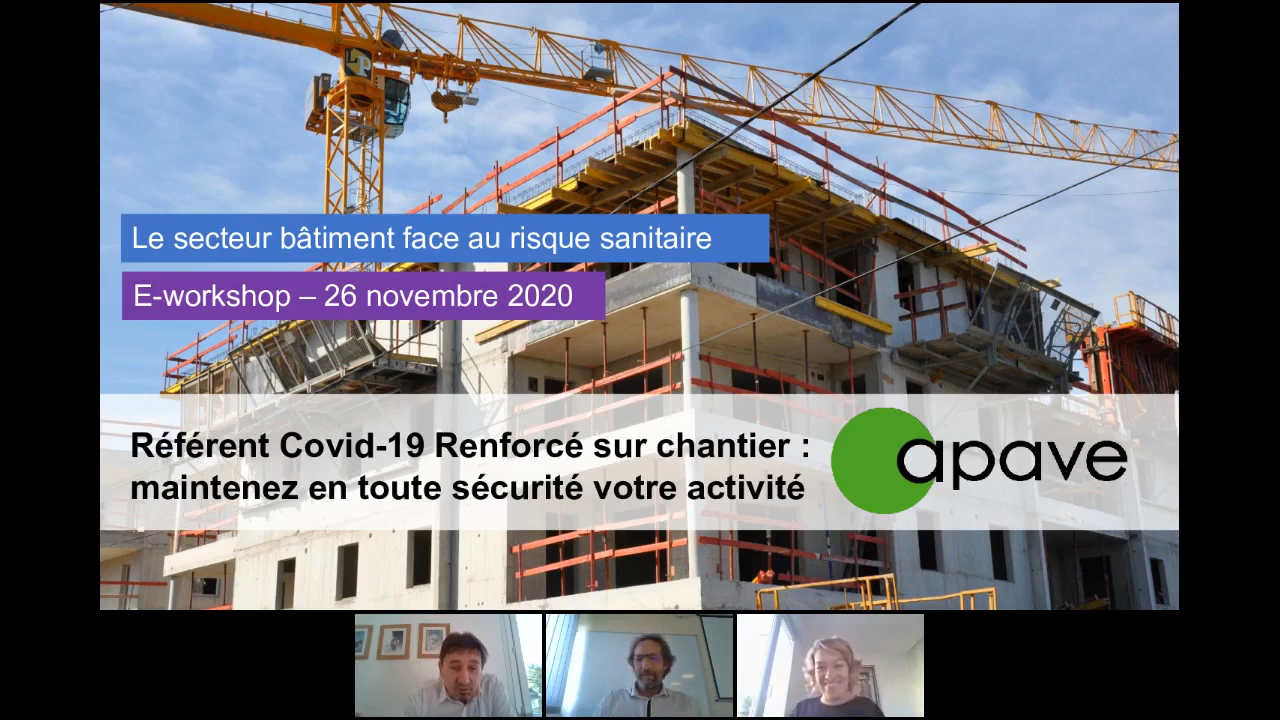 Le secteur bâtiment face au risque sanitaire
E-workshop – 26 novembre 2020
Référent Covid-19 Renforcé sur chantier :
maintenez en toute sécurité votre activité
apave